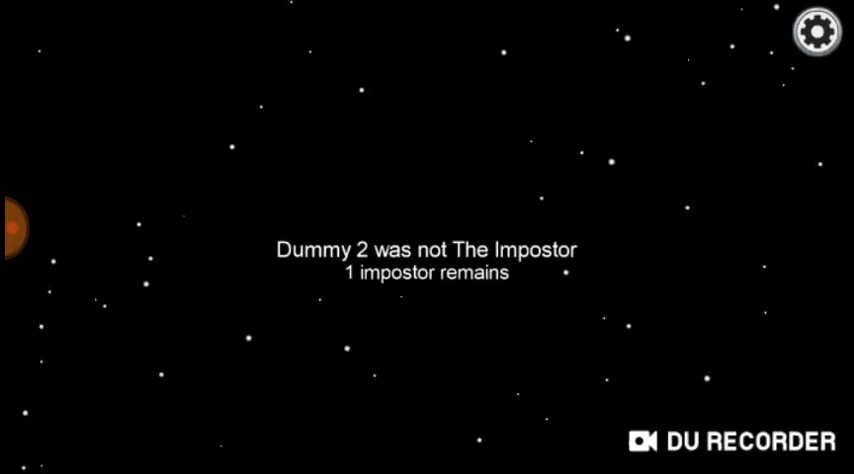 Dummy 2 was not The Impostor
1 impostor remains
DU RECORDER